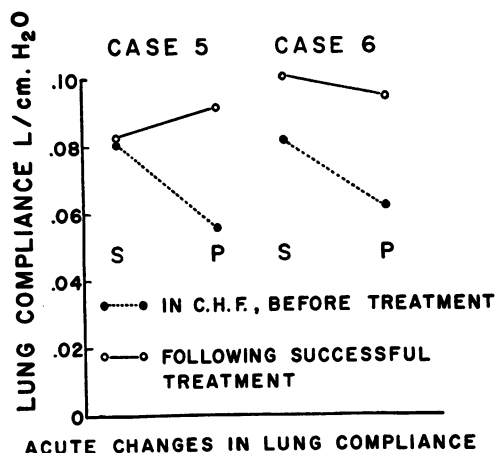 CASE 5 CASE 6
LUNG COMPLIANCE L/cm. H₂O
.10
.08
.06
S P S P
.04
IN C.H.F., BEFORE TREATMENT
.02
FOLLOWING SUCCESSFUL
TREATMENT
0
ACUTE CHANGES IN LUNG COMPLIANCE